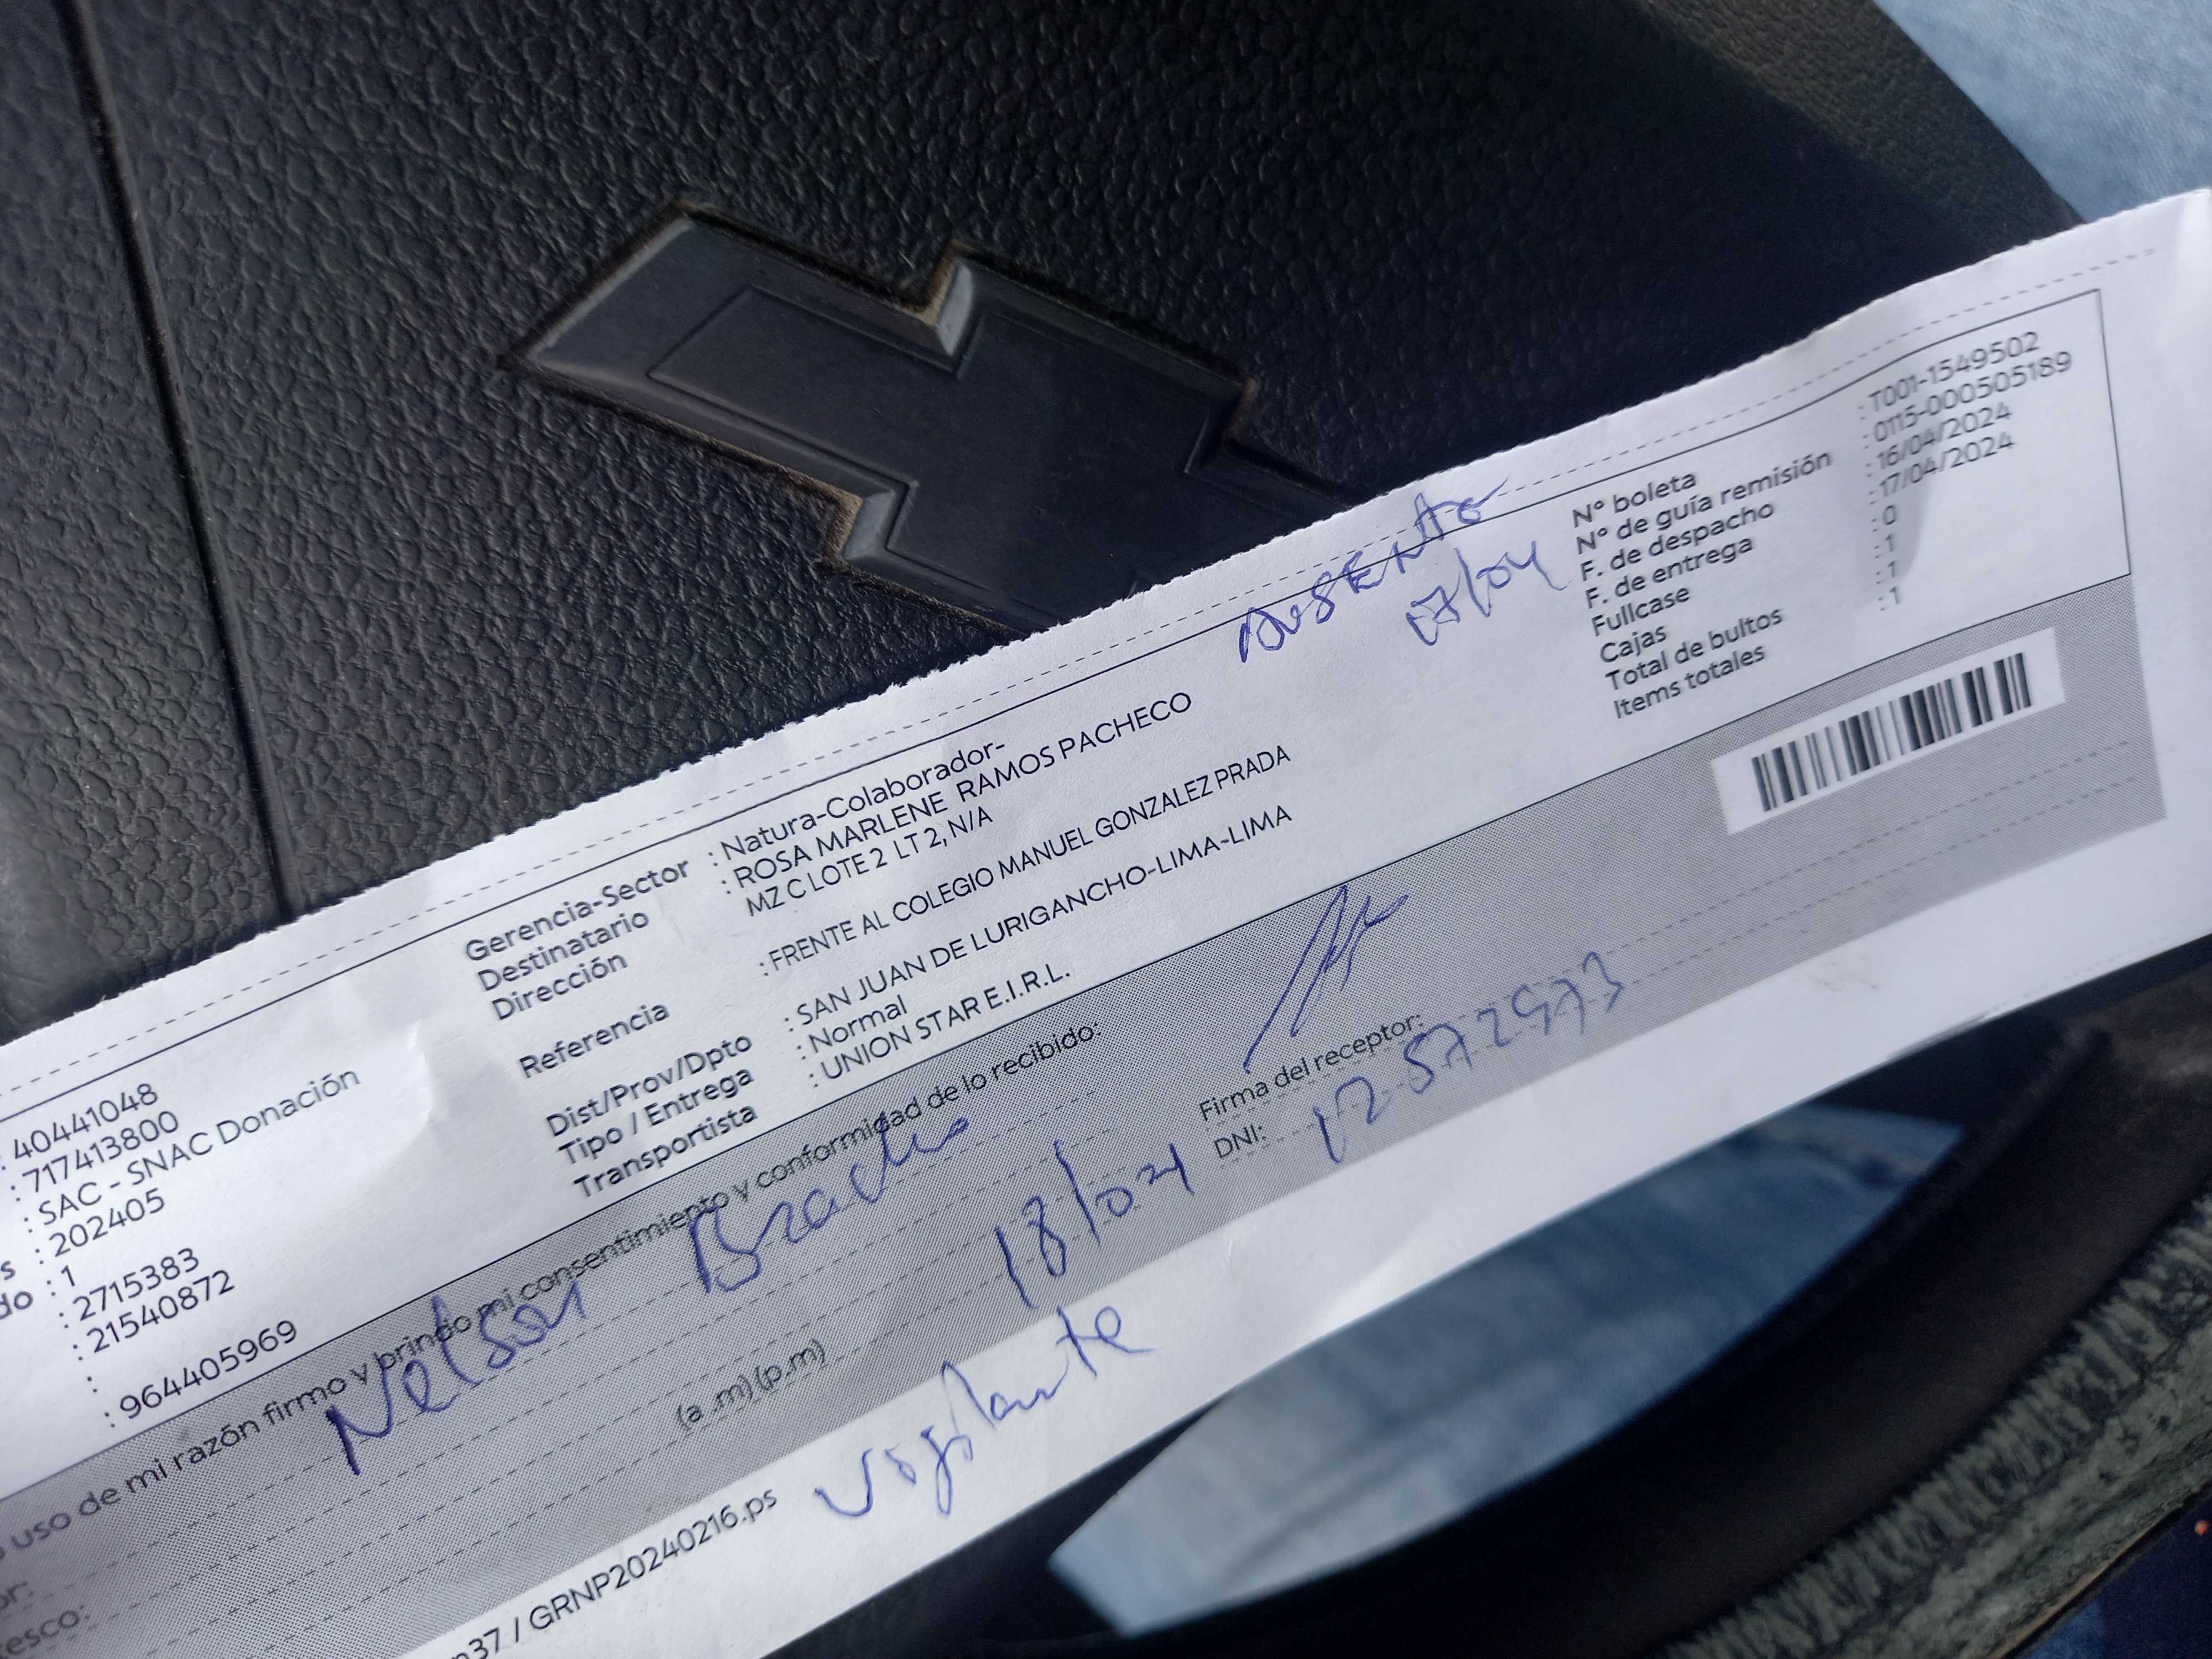 : 40441048
: 717413800
: SAC - SNAC Donación
s : 202405
do : 1
: 2715383
: 21540872
:
: 964405969
Gerencia-Sector : Natura-Colaborador-
Destinatario : ROSA MARLENE RAMOS PACHECO
Dirección MZ C LOTE 2 LT 2, N/A
Referencia : FRENTE AL COLEGIO MANUEL GONZALEZ PRADA
Dist/Prov/Dpto : SAN JUAN DE LURIGANCHO-LIMA-LIMA
Tipo / Entrega : Normal
Transportista : UNION STAR E.I.R.L.
17/04
N° boleta : T001-1549502
N° de guía remisión : 0115-000505189
F. de despacho : 16/04/2024
F. de entrega : 17/04/2024
Fullcase : 0
Cajas : 1
Total de bultos : 1
Items totales : 1
uso de mi razón firmo y brindo mi consentimiento y conformidad de lo recibido:
Nelson
or:
esco:
18/04
(a .m) (p.m)
Firma del receptor:
DNI:
Vigilante
n37 / GRNP20240216.ps